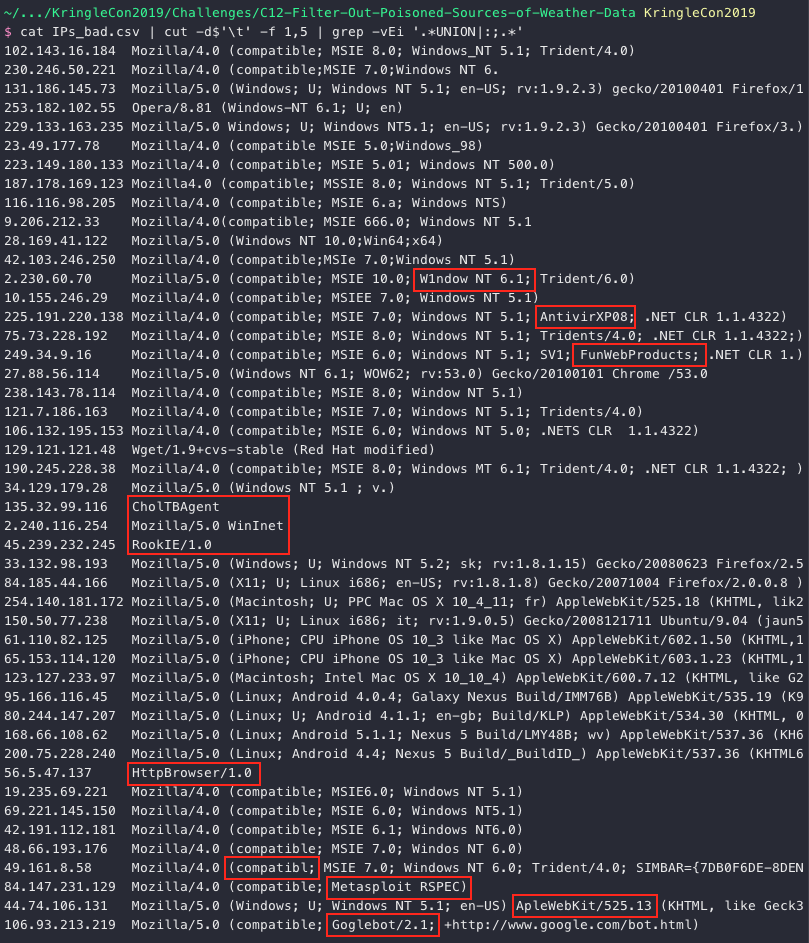 ~/.../KringleCon2019/Challenges/C12-Filter-Out-Poisoned-Sources-of-Weather-Data KringleCon2019
$ cat IPs_bad.csv | cut -d$'\t' -f 1,5 | grep -vEi '.*UNION|:;.*'
102.143.16.184 Mozilla/4.0 (compatible; MSIE 8.0; Windows_NT 5.1; Trident/4.0)
230.246.50.221 Mozilla/4.0 (compatible;MSIE 7.0;Windows NT 6.
131.186.145.73 Mozilla/5.0 (Windows; U; Windows NT 5.1; en-US; rv:1.9.2.3) gecko/20100401 Firefox/1
253.182.102.55 Opera/8.81 (Windows-NT 6.1; U; en)
229.133.163.235 Mozilla/5.0 Windows; U; Windows NT5.1; en-US; rv:1.9.2.3) Gecko/20100401 Firefox/3.)
23.49.177.78 Mozilla/4.0 (compatible MSIE 5.0;Windows_98)
223.149.180.133 Mozilla/4.0 (compatible; MSIE 5.01; Windows NT 500.0)
187.178.169.123 Mozilla4.0 (compatible; MSSIE 8.0; Windows NT 5.1; Trident/5.0)
116.116.98.205 Mozilla/4.0 (compatible; MSIE 6.a; Windows NTS)
9.206.212.33 Mozilla/4.0(compatible; MSIE 666.0; Windows NT 5.1
28.169.41.122 Mozilla/5.0 (Windows NT 10.0;Win64;x64)
42.103.246.250 Mozilla/4.0 (compatible;MSIe 7.0;Windows NT 5.1)
2.230.60.70 Mozilla/5.0 (compatible; MSIE 10.0; W1ndow NT 6.1; Trident/6.0)
10.155.246.29 Mozilla/4.0 (compatible; MSIEE 7.0; Windows NT 5.1)
225.191.220.138 Mozilla/4.0 (compatible; MSIE 7.0; Windows NT 5.1; AntivirXP08; .NET CLR 1.1.4322)
75.73.228.192 Mozilla/4.0 (compatible; MSIE 8.0; Windows NT 5.1; Tridents/4.0; .NET CLR 1.1.4322;)
249.34.9.16 Mozilla/4.0 (compatible; MSIE 6.0; Windows NT 5.1; SV1; FunWebProducts; .NET CLR 1.)
27.88.56.114 Mozilla/5.0 (Windows NT 6.1; WOW62; rv:53.0) Gecko/20100101 Chrome /53.0
238.143.78.114 Mozilla/4.0 (compatible; MSIE 8.0; Window NT 5.1)
121.7.186.163 Mozilla/4.0 (compatible; MSIE 7.0; Windows NT 5.1; Tridents/4.0)
106.132.195.153 Mozilla/4.0 (compatible; MSIE 6.0; Windows NT 5.0; .NETS CLR  1.1.4322)
129.121.121.48 Wget/1.9+cvs-stable (Red Hat modified)
190.245.228.38 Mozilla/4.0 (compatible; MSIE 8.0; Windows MT 6.1; Trident/4.0; .NET CLR 1.1.4322; )
34.129.179.28 Mozilla/5.0 (Windows NT 5.1 ; v.)
135.32.99.116 CholTBAgent
2.240.116.254 Mozilla/5.0 WinInet
45.239.232.245 RookIE/1.0
33.132.98.193 Mozilla/5.0 (Windows; U; Windows NT 5.2; sk; rv:1.8.1.15) Gecko/20080623 Firefox/2.5
84.185.44.166 Mozilla/5.0 (X11; U; Linux i686; en-US; rv:1.8.1.8) Gecko/20071004 Firefox/2.0.0.8 )
254.140.181.172 Mozilla/5.0 (Macintosh; U; PPC Mac OS X 10_4_11; fr) AppleWebKit/525.18 (KHTML, lik2
150.50.77.238 Mozilla/5.0 (X11; U; Linux i686; it; rv:1.9.0.5) Gecko/2008121711 Ubuntu/9.04 (jaun5
61.110.82.125 Mozilla/5.0 (iPhone; CPU iPhone OS 10_3 like Mac OS X) AppleWebKit/602.1.50 (KHTML,1
65.153.114.120 Mozilla/5.0 (iPhone; CPU iPhone OS 10_3 like Mac OS X) AppleWebKit/603.1.23 (KHTML,1
123.127.233.97 Mozilla/5.0 (Macintosh; Intel Mac OS X 10_10_4) AppleWebKit/600.7.12 (KHTML, like G2
95.166.116.45 Mozilla/5.0 (Linux; Android 4.0.4; Galaxy Nexus Build/IMM76B) AppleWebKit/535.19 (K9
80.244.147.207 Mozilla/5.0 (Linux; U; Android 4.1.1; en-gb; Build/KLP) AppleWebKit/534.30 (KHTML, 0
168.66.108.62 Mozilla/5.0 (Linux; Android 5.1.1; Nexus 5 Build/LMY48B; wv) AppleWebKit/537.36 (KH6
200.75.228.240 Mozilla/5.0 (Linux; Android 4.4; Nexus 5 Build/_BuildID_) AppleWebKit/537.36 (KHTML6
56.5.47.137 HttpBrowser/1.0
19.235.69.221 Mozilla/4.0 (compatible; MSIE6.0; Windows NT 5.1)
69.221.145.150 Mozilla/4.0 (compatible; MSIE 6.0; Windows NT5.1)
42.191.112.181 Mozilla/4.0 (compatible; MSIE 6.1; Windows NT6.0)
48.66.193.176 Mozilla/4.0 (compatible; MSIE 7.0; Windos NT 6.0)
49.161.8.58 Mozilla/4.0 (compatibl; MSIE 7.0; Windows NT 6.0; Trident/4.0; SIMBAR={7DB0F6DE-8DEN
84.147.231.129 Mozilla/4.0 (compatible; Metasploit RSPEC)
44.74.106.131 Mozilla/5.0 (Windows; U; Windows NT 5.1; en-US) ApleWebKit/525.13 (KHTML, like Geck3
106.93.213.219 Mozilla/5.0 (compatible; Goglebot/2.1; +http://www.google.com/bot.html)